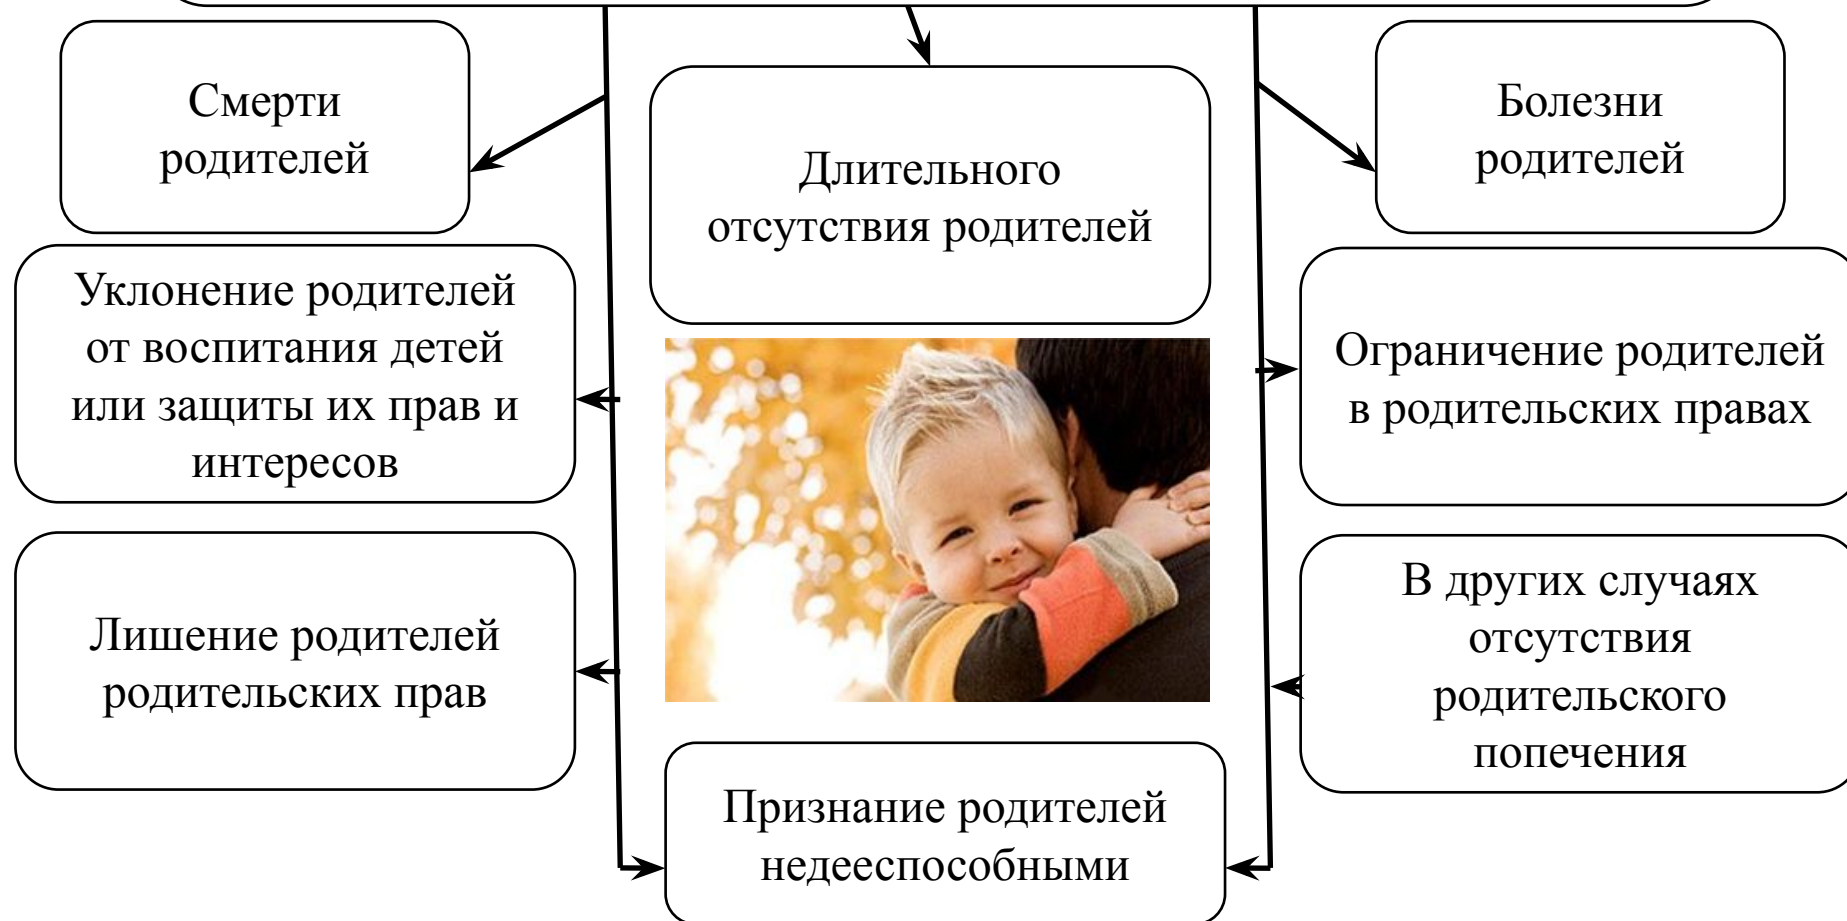 Смерти
родителей
Длительного
отсутствия родителей
Болезни
родителей
Уклонение родителей
от воспитания детей
или защиты их прав и
интересов
Ограничение родителей
в родительских правах
Лишение родителей
родительских прав
В других случаях
отсутствия
родительского
попечения
Признание родителей
недееспособными